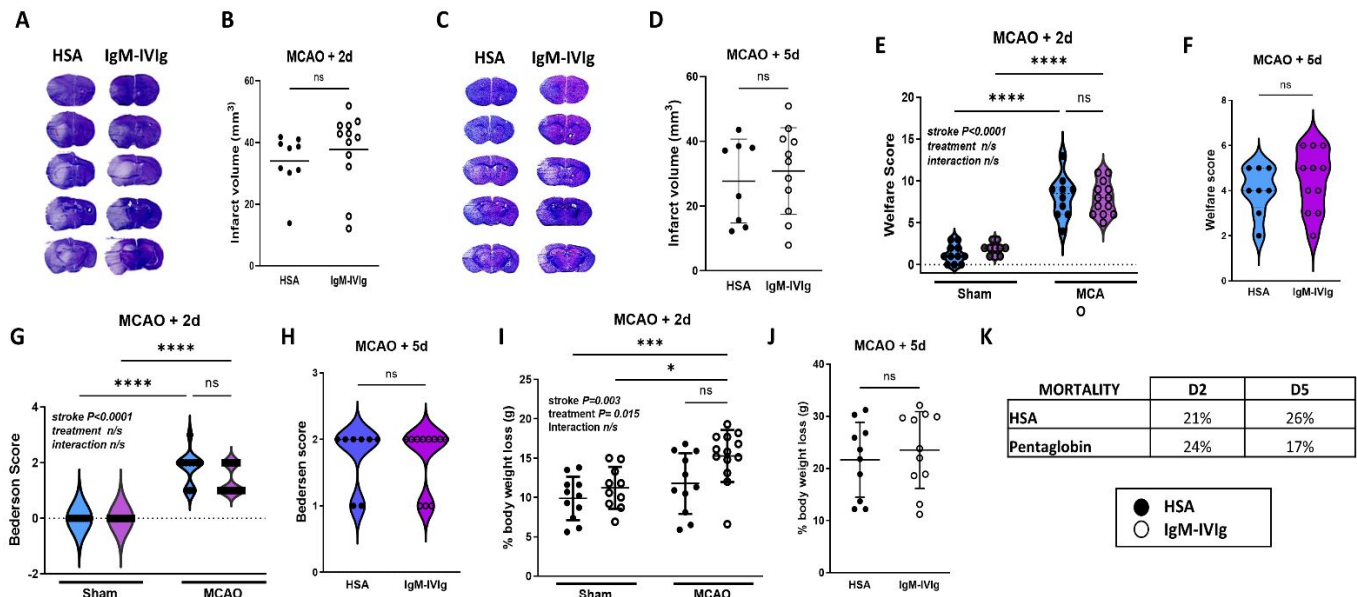 A
HSA IgM-IVIg
B
MCAO + 2d
ns
Infarct volume (mm³)
60
40
20
0
HSA IgM-IVIg
C
HSA IgM-IVIg
D
MCAO + 5d
ns
Infarct volume (mm³)
60
40
20
0
HSA IgM-IVIg
E
MCAO + 2d
****
**** ns
stroke P<0.0001
treatment n/s
interaction n/s
Welfare Score
20
15
10
5
0
Sham MCA
O
F
MCAO + 5d
ns
Welfare score
8
6
4
2
0
HSA IgM-IVIg
G
MCAO + 2d
****
**** ns
stroke P<0.0001
treatment n/s
interaction n/s
Bederson Score
4
2
0
-2
Sham MCAO
H
MCAO + 5d
ns
Bedersen score
3
2
1
0
HSA IgM-IVIg
I
MCAO + 2d
***
*
ns
stroke P=0.003
treatment P= 0.015
Interaction n/s
% body weight loss (g)
25
20
15
10
5
0
Sham MCAO
J
MCAO + 5d
ns
% body weight loss (g)
40
30
20
10
0
HSA IgM-IVIg
K
MORTALITY D2 D5
HSA 21% 26%
Pentaglobin 24% 17%
HSA
IgM-IVIg